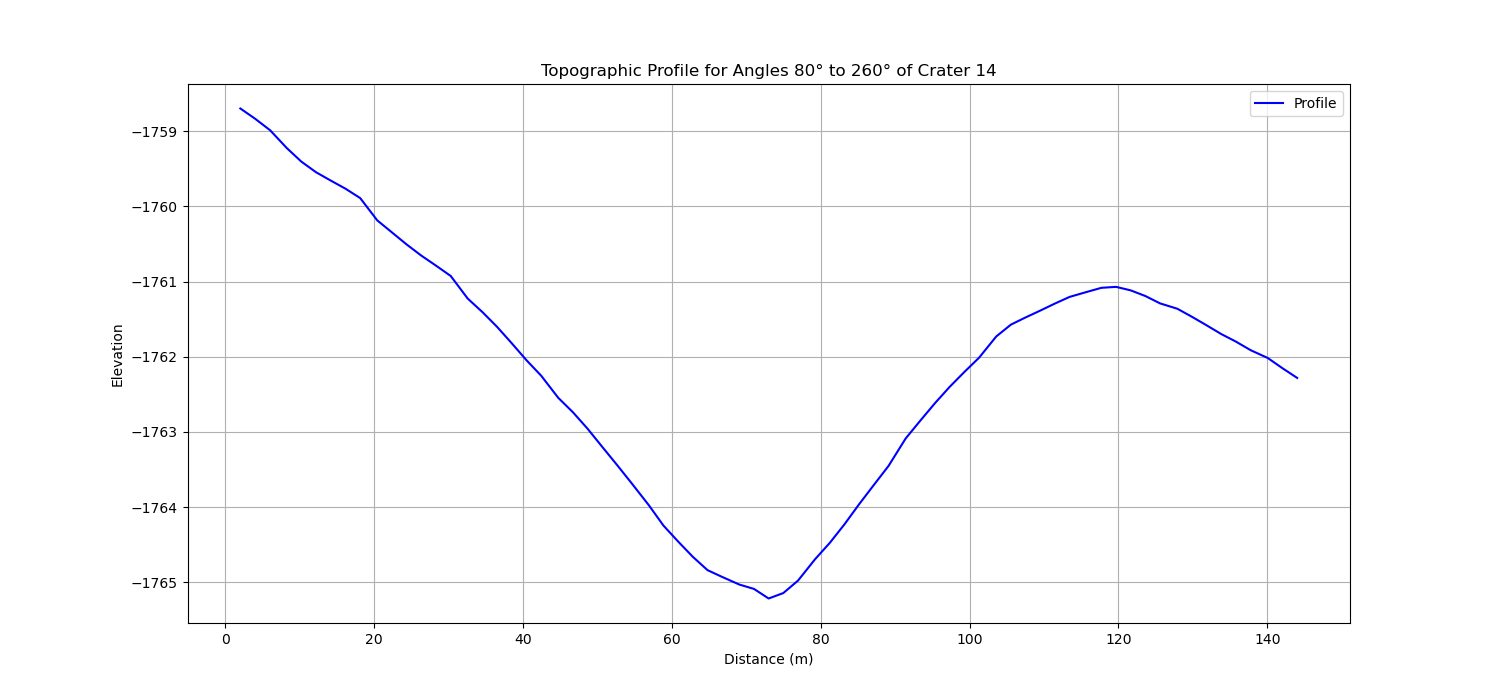 Topographic Profile for Angles 80° to 260° of Crater 14
Profile
−1759
−1760
−1761
−1762
−1763
−1764
−1765
Elevation
0 20 40 60 80 100 120 140
Distance (m)